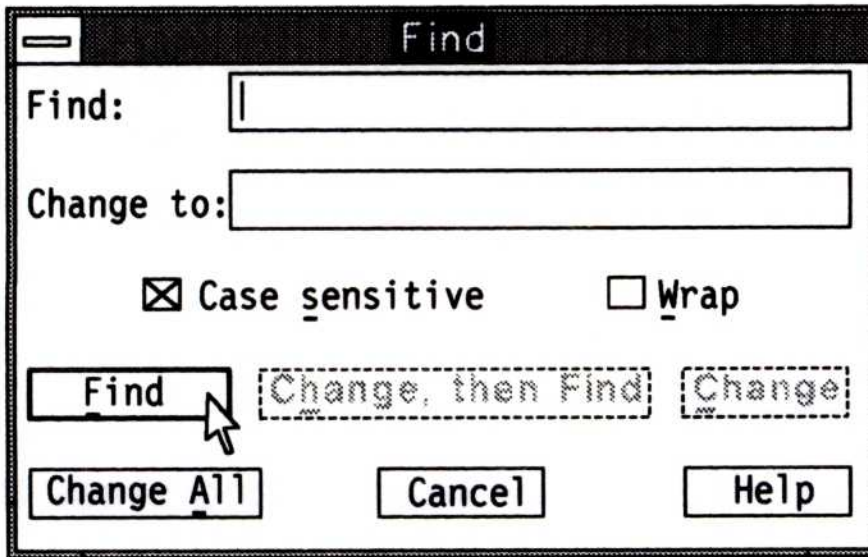 Find
Find:
Change to:
Case sensitive Wrap
Find Change, then Find Change
Change All Cancel Help